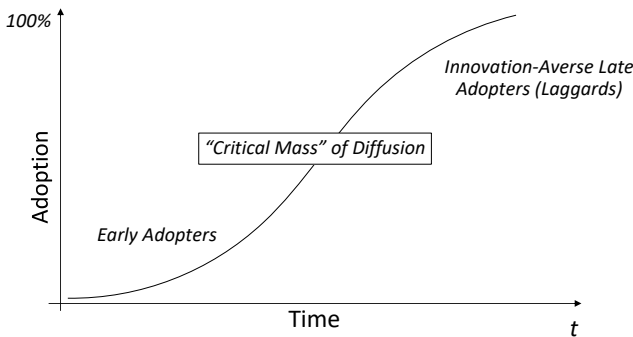 100%
Innovation-Averse Late
Adopters (Laggards)
“Critical Mass” of Diffusion
Adoption
Early Adopters
Time
t